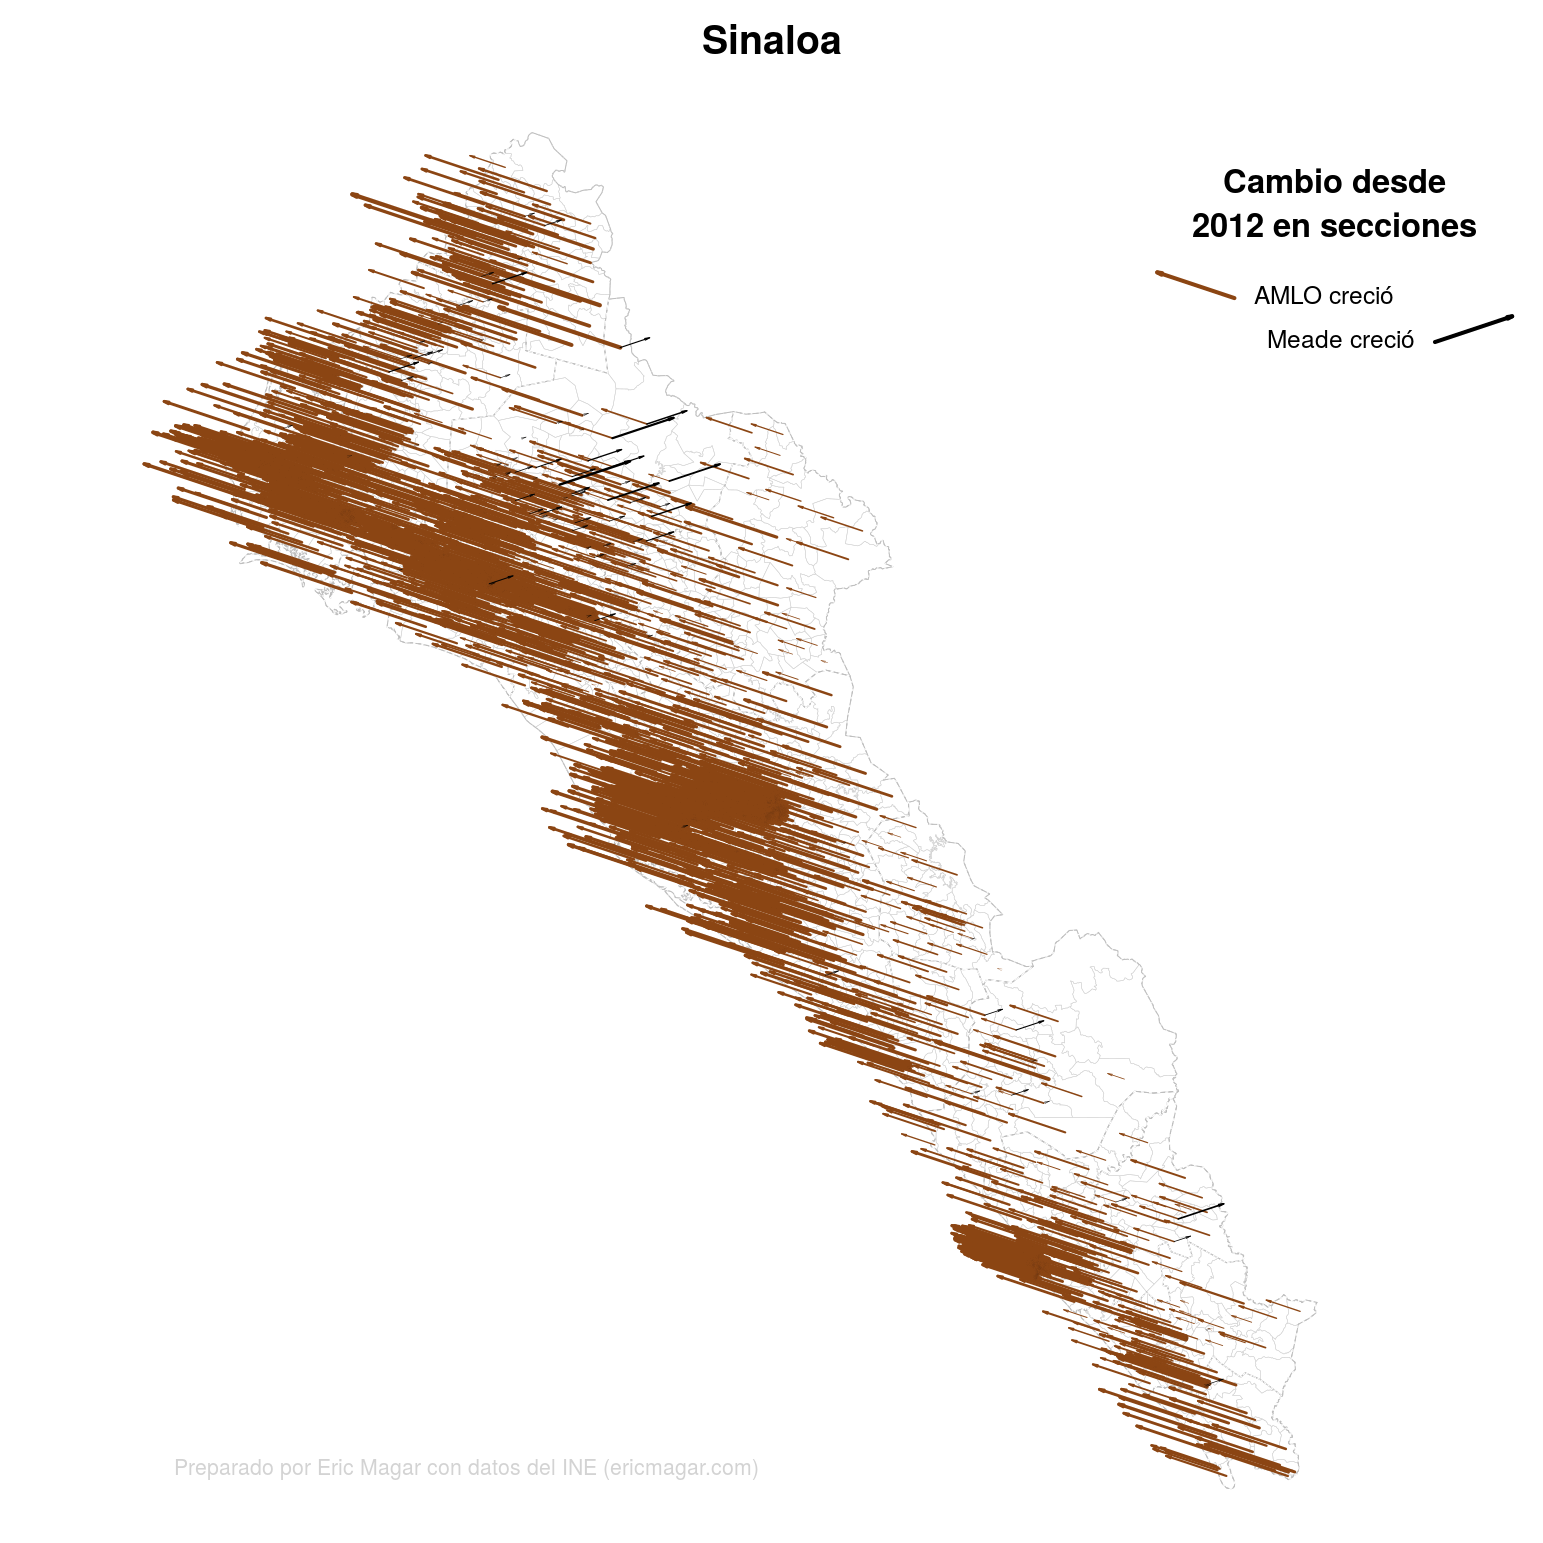 Sinaloa
Cambio desde
2012 en secciones
AMLO creció
Meade creció
Preparado por Eric Magar con datos del INE (ericmagar.com)